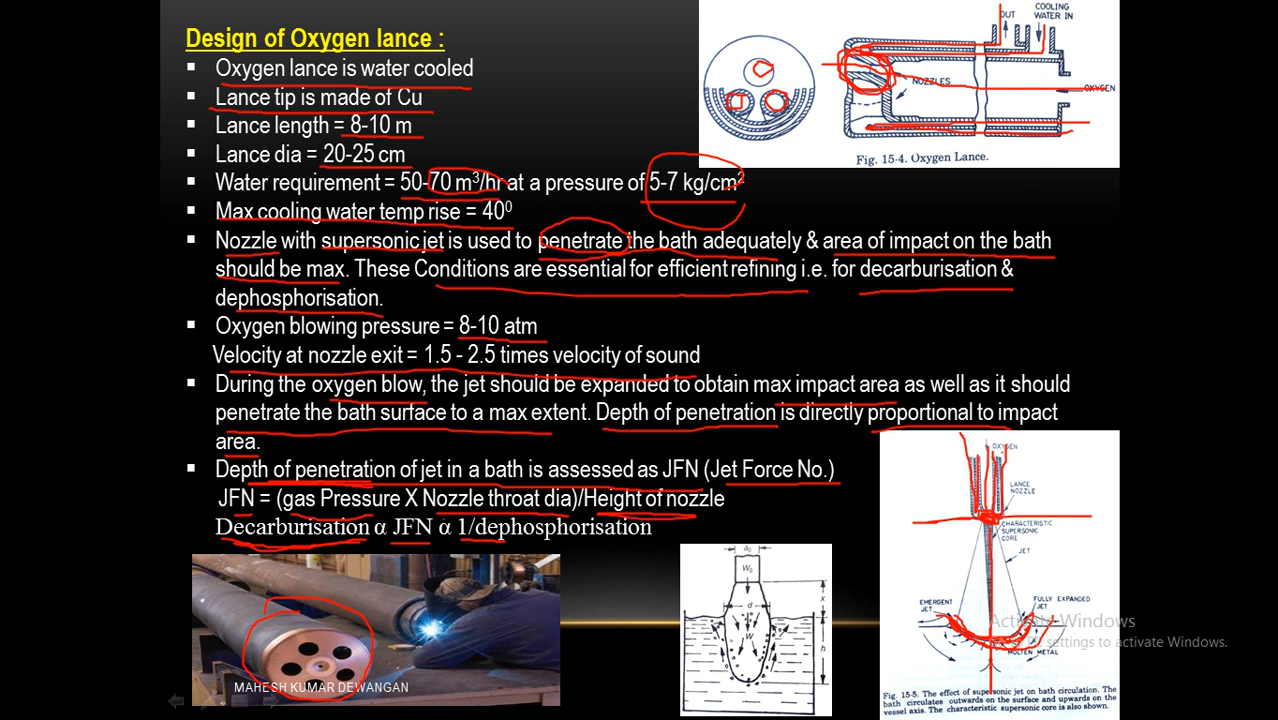 Design of Oxygen lance :
▪ Oxygen lance is water cooled
▪ Lance tip is made of Cu
▪ Lance length = 8-10 m
▪ Lance dia = 20-25 cm
▪ Water requirement = 50-70 m³/hr at a pressure of 5-7 kg/cm²
▪ Max cooling water temp rise = 40⁰
▪ Nozzle with supersonic jet is used to penetrate the bath adequately & area of impact on the bath
should be max. These Conditions are essential for efficient refining i.e. for decarburisation &
dephosphorisation.
▪ Oxygen blowing pressure = 8-10 atm
Velocity at nozzle exit = 1.5 - 2.5 times velocity of sound
▪ During the oxygen blow, the jet should be expanded to obtain max impact area as well as it should
penetrate the bath surface to a max extent. Depth of penetration is directly proportional to impact
area.
▪ Depth of penetration of jet in a bath is assessed as JFN (Jet Force No.)
JFN = (gas Pressure X Nozzle throat dia)/Height of nozzle
Decarburisation α JFN α 1/dephosphorisation
OUT
COOLING
WATER IN
NOZZLES
OXYGEN
Fig. 15·4. Oxygen Lance.
MAHESH KUMAR DEWANGAN
a₀
W₀
x
d
W
h
OXYGEN
LANCE
NOZZLE
CHARACTERISTIC
SUPERSONIC
CORE
JET
EMERGENT
JET
FULLY EXPANDED
JET
MOLTEN METAL
Fig. 15·5. The effect of supersonic jet on bath circulation. The
bath circulates outwards on the surface and upwards on the
vessel axis. The characteristic supersonic core is also shown.
Activate Windows
settings to activate Windows.